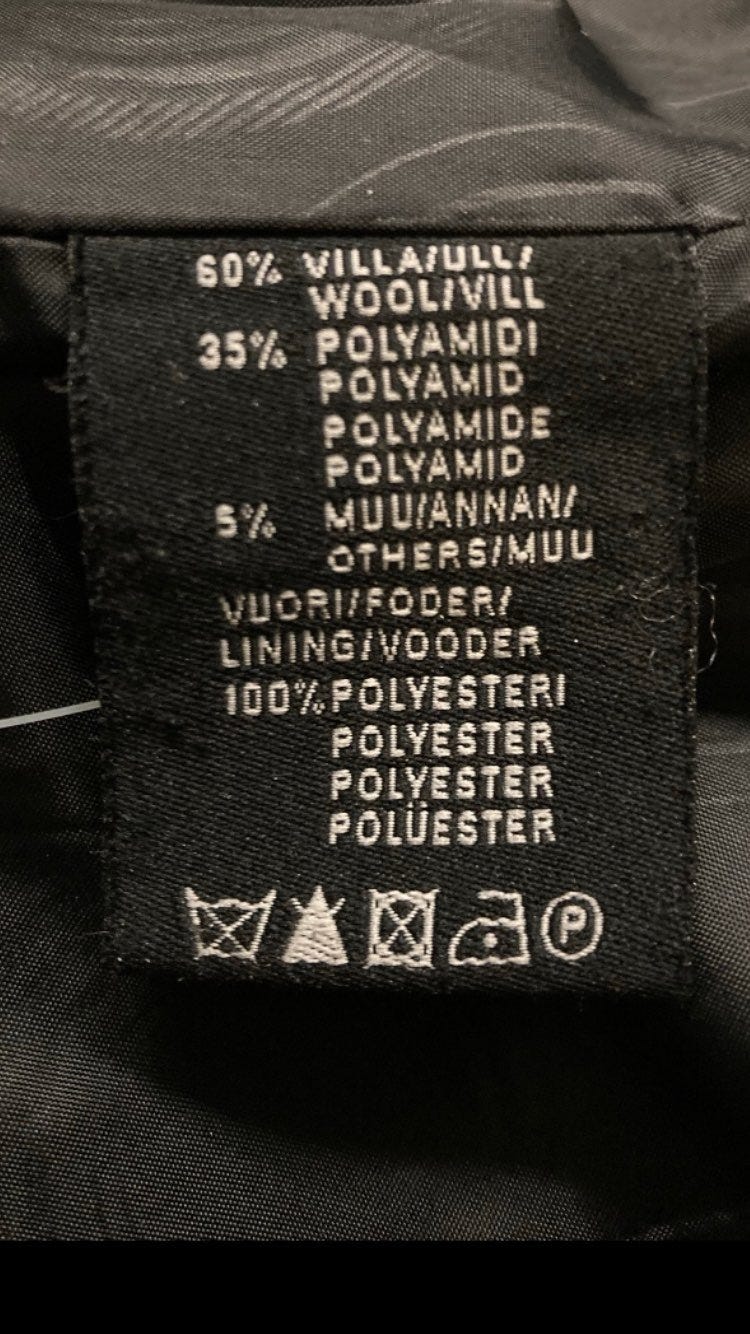 60% VILLA/ULL/
WOOL/VILL
35% POLYAMIDI
POLYAMID
POLYAMIDE
POLYAMID
5% MUU/ANNAN/
OTHERS/MUU
VUORI/FODER/
LINING/VOODER
100% POLYESTERI
POLYESTER
POLYESTER
POLÜESTER
P